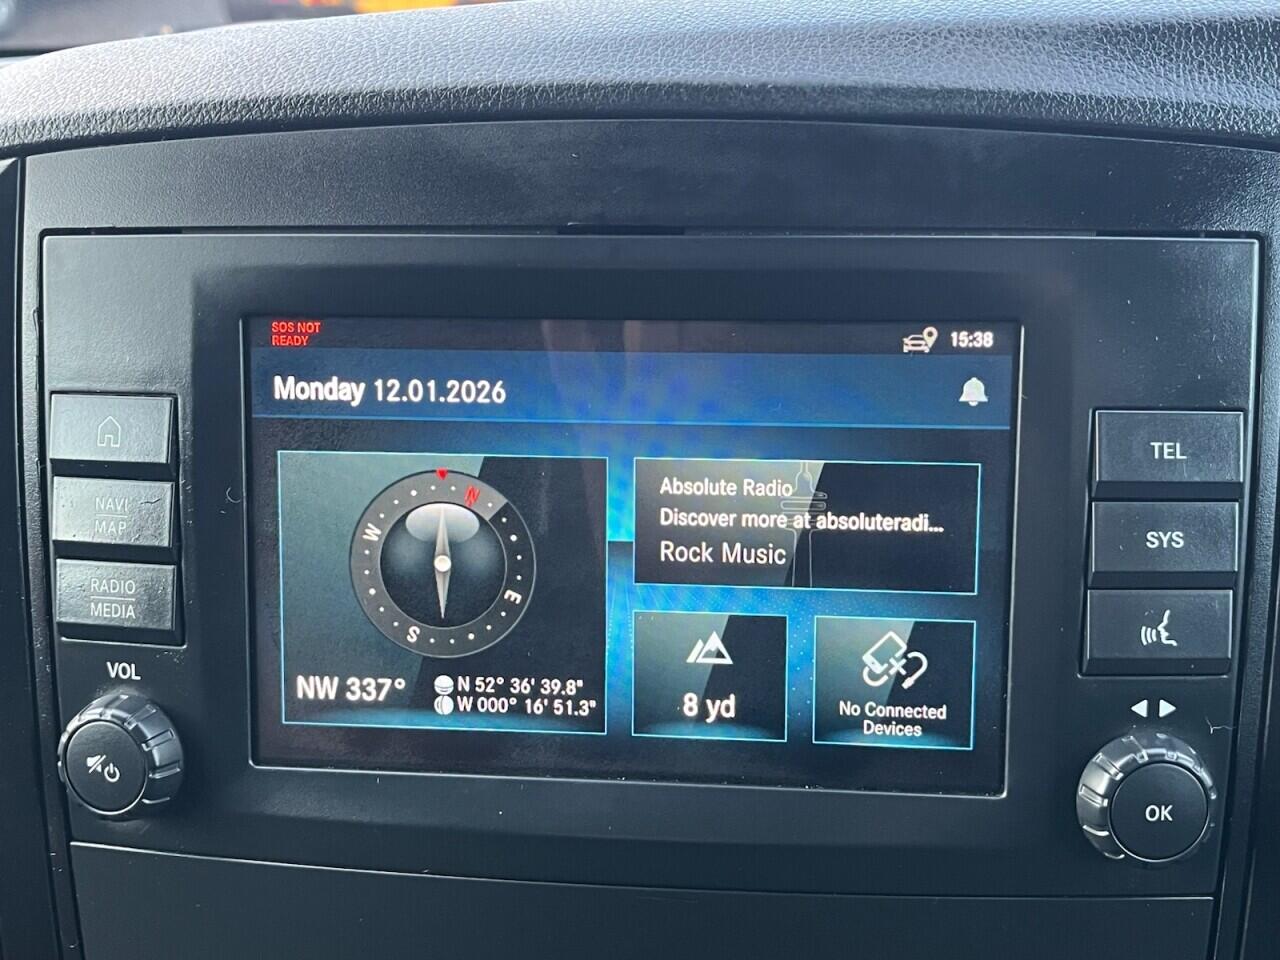 SOS NOT
READY
15:38
Monday 12.01.2026
N
W
E
S
NW 337°
N 52° 36' 39.8"
W 000° 16' 51.3"
Absolute Radio
Discover more at absoluteradi...
Rock Music
8 yd
No Connected
Devices
NAVI
MAP
RADIO
MEDIA
VOL
TEL
SYS
OK